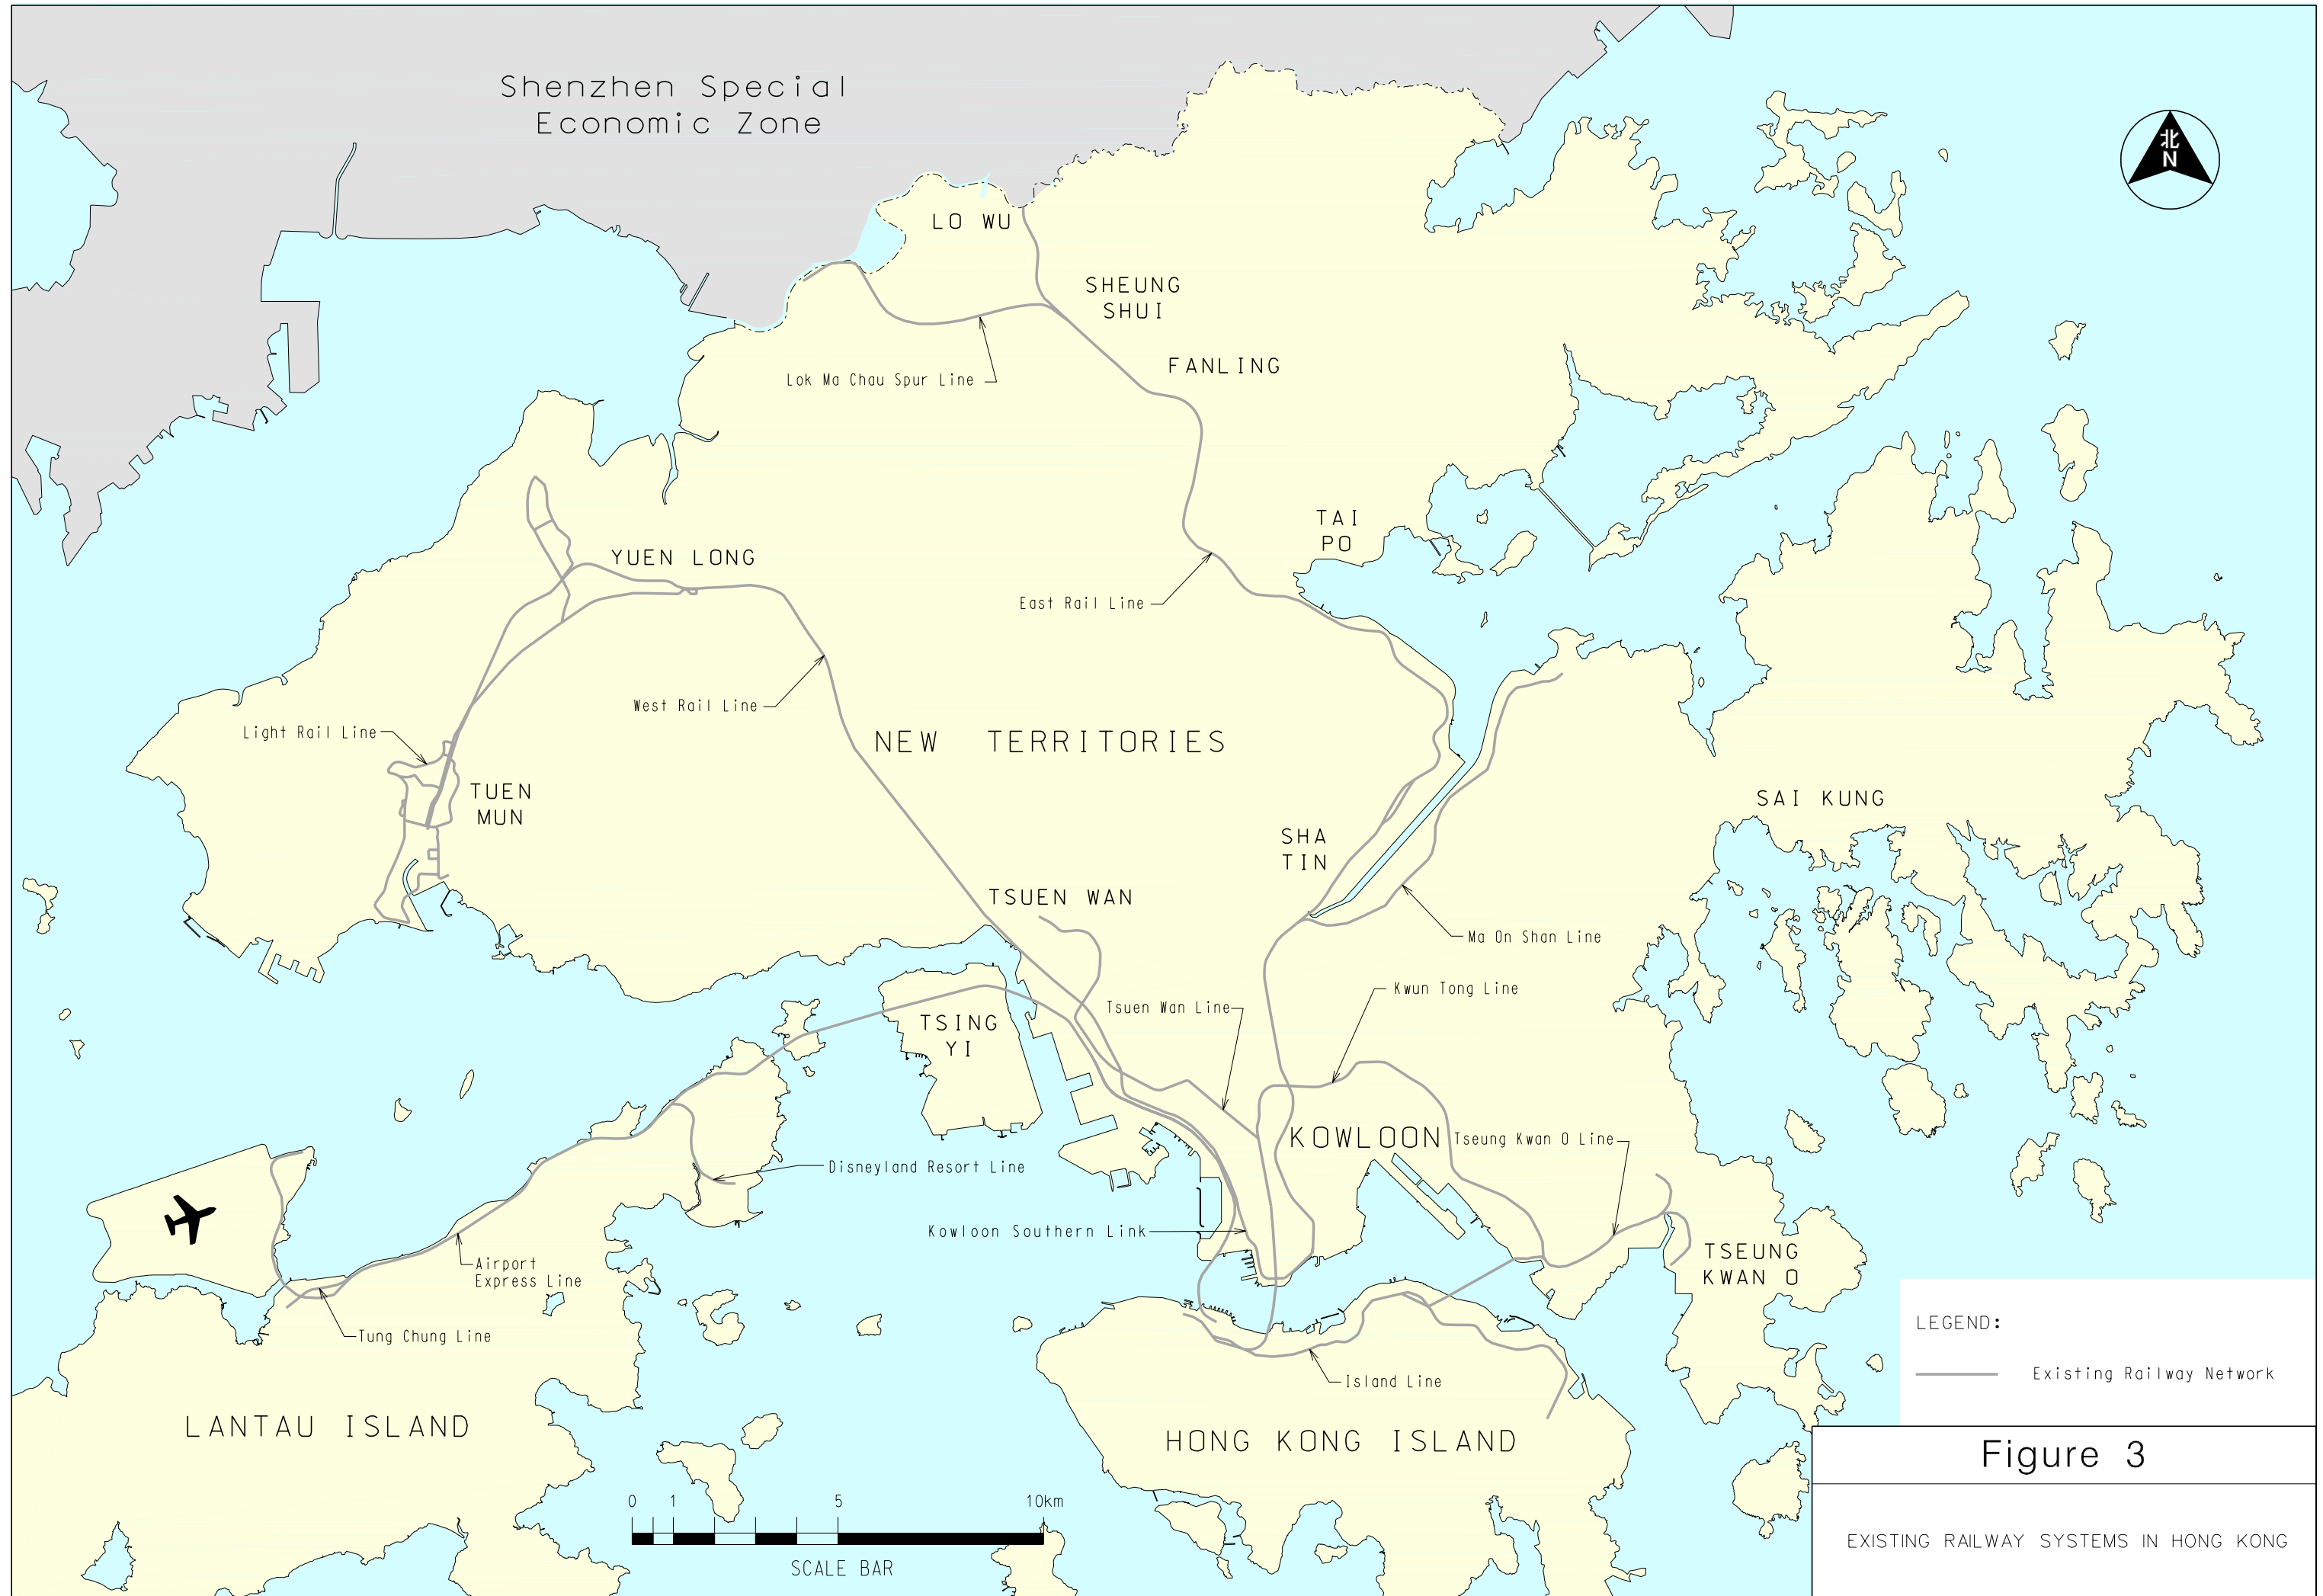 Shenzhen Special
Economic Zone
北
N
LO WU
SHEUNG
SHUI
FANLING
Lok Ma Chau Spur Line
TAI
PO
YUEN LONG
East Rail Line
West Rail Line
Light Rail Line
NEW TERRITORIES
TUEN
MUN
SAI KUNG
SHA
TIN
TSUEN WAN
Ma On Shan Line
Kwun Tong Line
Tsuen Wan Line
TSING
YI
KOWLOON
Tseung Kwan O Line
Disneyland Resort Line
Kowloon Southern Link
Airport
Express Line
TSEUNG
KWAN O
Tung Chung Line
Island Line
LEGEND:
Existing Railway Network
LANTAU ISLAND
HONG KONG ISLAND
Figure 3
0 1 5 10km
SCALE BAR
EXISTING RAILWAY SYSTEMS IN HONG KONG